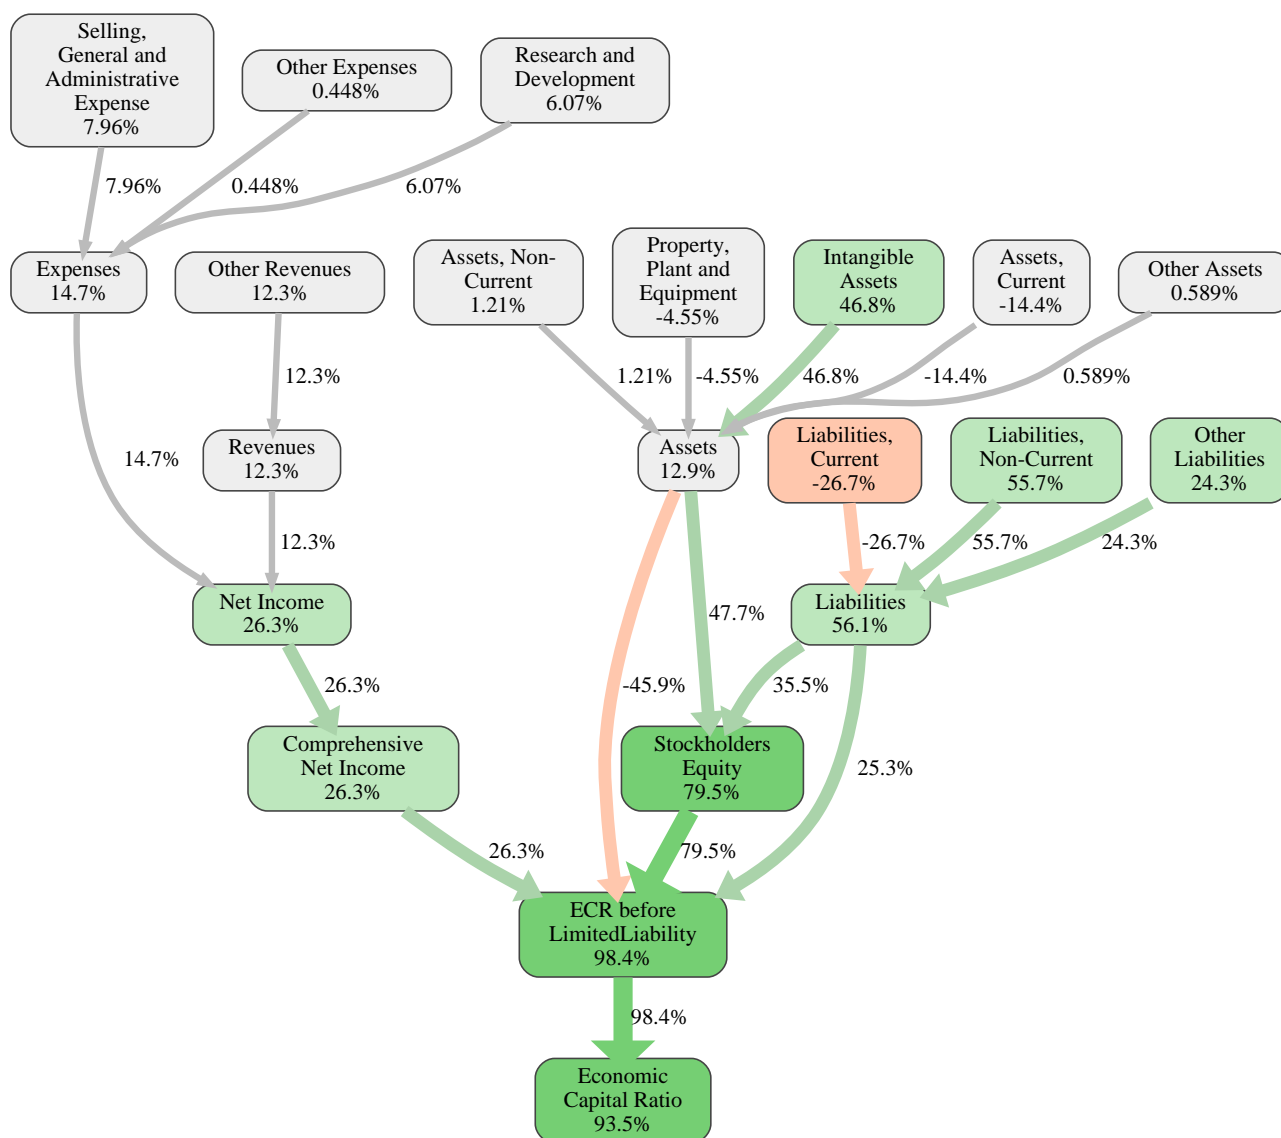 Selling,
General and
Administrative
Expense
7.96%
Other Expenses
0.448%
Research and
Development
6.07%
7.96%
0.448%
6.07%
Expenses
14.7%
Other Revenues
12.3%
Assets, Non-
Current
1.21%
Property,
Plant and
Equipment
-4.55%
Intangible
Assets
46.8%
Assets,
Current
-14.4%
Other Assets
0.589%
12.3%
1.21%
-4.55%
46.8%
-14.4%
0.589%
14.7%
Revenues
12.3%
Assets
12.9%
Liabilities,
Current
-26.7%
Liabilities,
Non-Current
55.7%
Other
Liabilities
24.3%
12.3%
-26.7%
55.7%
24.3%
Net Income
26.3%
47.7%
Liabilities
56.1%
26.3%
-45.9%
35.5%
Comprehensive
Net Income
26.3%
Stockholders
Equity
79.5%
25.3%
26.3%
79.5%
ECR before
LimitedLiability
98.4%
98.4%
Economic
Capital Ratio
93.5%